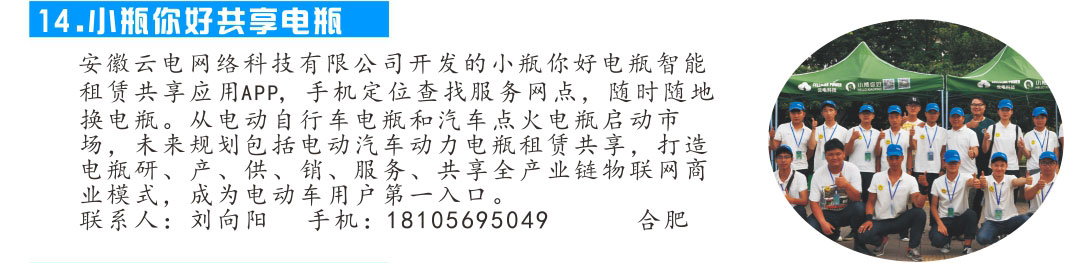 14.小瓶你好共享电瓶
安徽云电网络科技有限公司开发的小瓶你好电瓶智能
租赁共享应用APP，手机定位查找服务网点，随时随地
换电瓶。从电动自行车电瓶和汽车点火电瓶启动市
场，未来规划包括电动汽车动力电瓶租赁共享，打造
电瓶研、产、供、销、服务、共享全产业链物联网商
业模式，成为电动车用户第一入口。
联系人：刘向阳 手机：18105695049 合肥